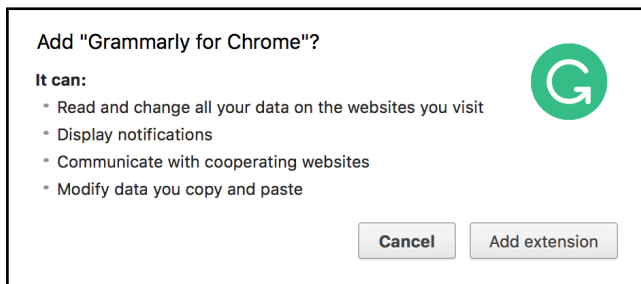 Add "Grammarly for Chrome"?
It can:
Read and change all your data on the websites you visit
Display notifications
Communicate with cooperating websites
Modify data you copy and paste
Cancel
Add extension